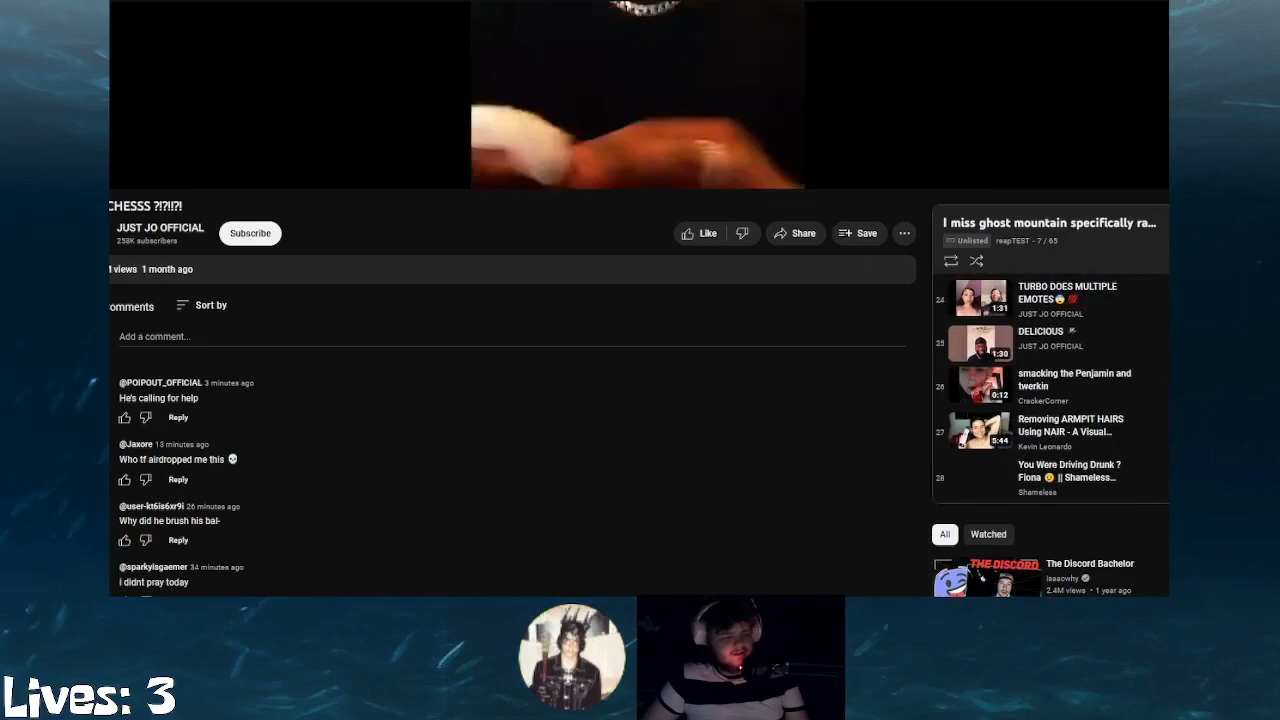 CHESSS ?!?!!?!
JUST JO OFFICIAL
258K subscribers
Subscribe
Like
Share
Save
views 1 month ago
omments
Sort by
Add a comment...
@POIPOUT_OFFICIAL 3 minutes ago
He's calling for help
Reply
@Jaxore 13 minutes ago
Who tf airdropped me this 💀
Reply
@user-kt6is6xr9i 26 minutes ago
Why did he brush his bal-
Reply
@sparkyisgaemer 34 minutes ago
i didnt pray today
I miss ghost mountain specifically ra...
Unlisted reapTEST - 7 / 65
24
1:31
TURBO DOES MULTIPLE
EMOTES😨 💯
JUST JO OFFICIAL
25
1:30
DELICIOUS
JUST JO OFFICIAL
26
0:12
smacking the Penjamin and
twerkin
CrackerCorner
27
5:44
Removing ARMPIT HAIRS
Using NAIR - A Visual...
Kevin Leonardo
28
You Were Driving Drunk ?
Fiona 😉 || Shameless...
Shameless
All
Watched
THE DISCORD
The Discord Bachelor
isaacwhy
2.4M views • 1 year ago
Lives: 3